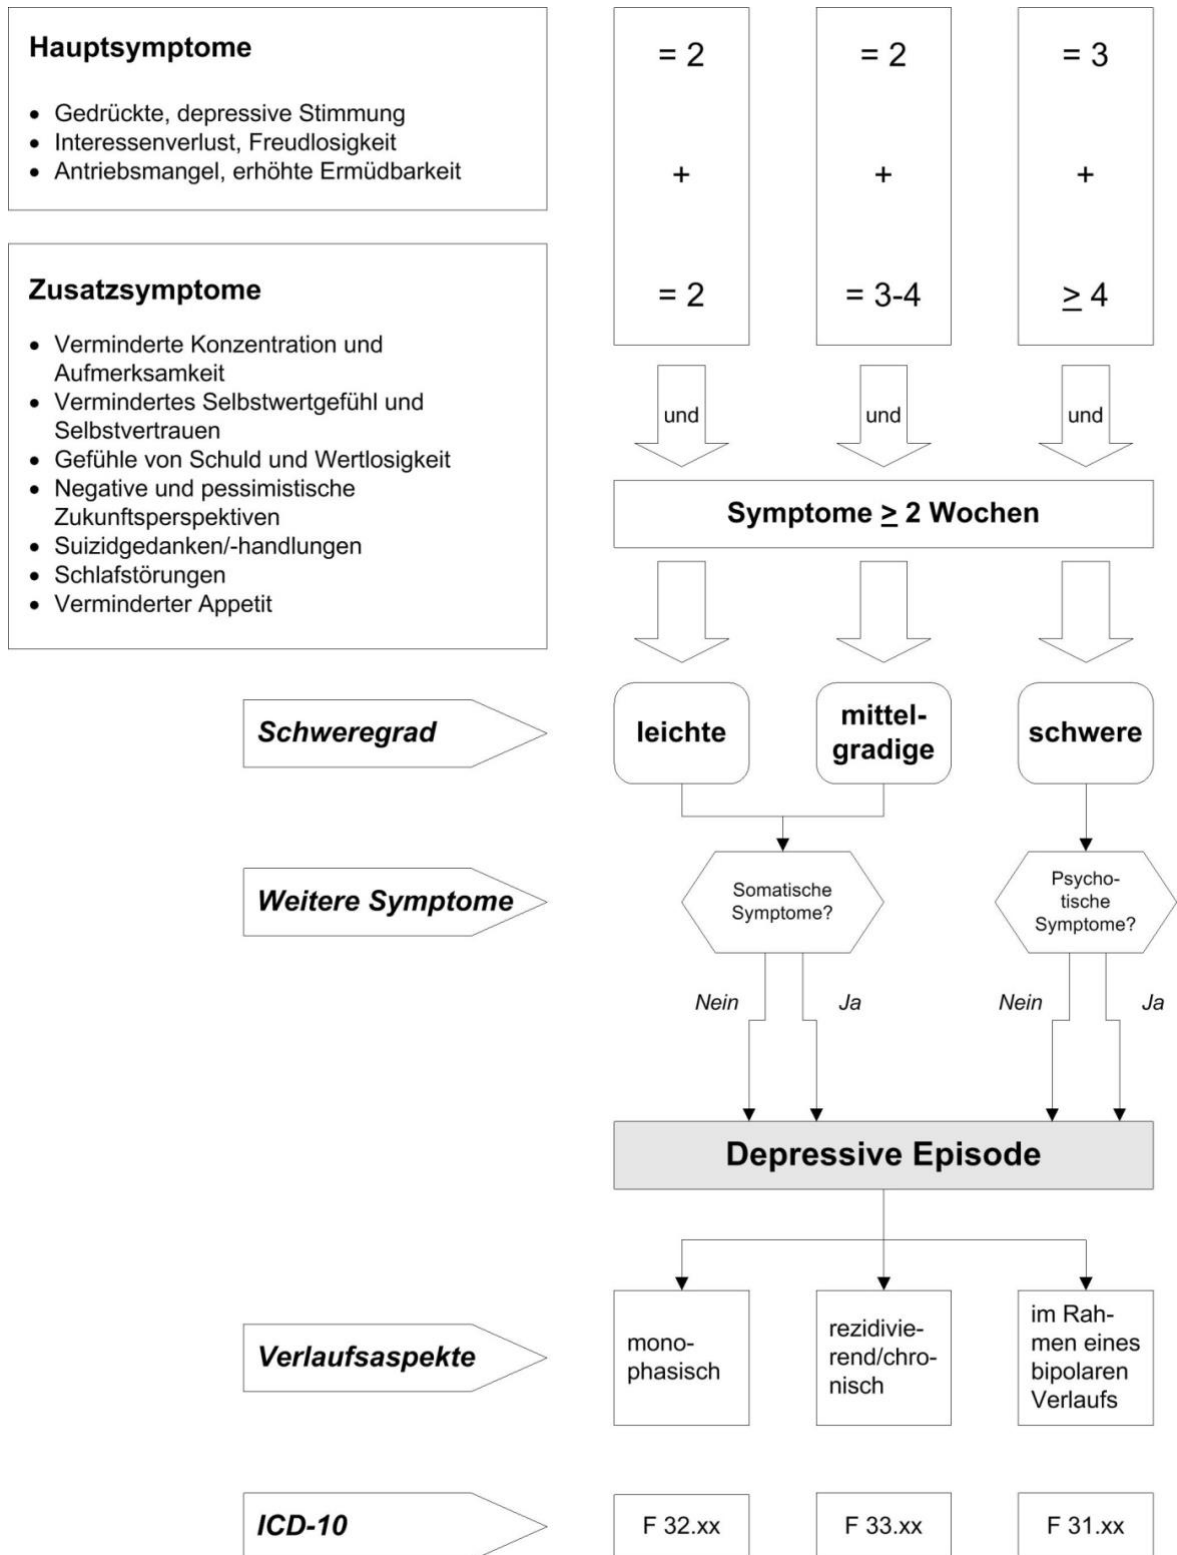 Hauptsymptome
• Gedrückte, depressive Stimmung
• Interessenverlust, Freudlosigkeit
• Antriebsmangel, erhöhte Ermüdbarkeit
= 2
= 2
= 3
+
+
+
Zusatzsymptome
• Verminderte Konzentration und
Aufmerksamkeit
• Vermindertes Selbstwertgefühl und
Selbstvertrauen
• Gefühle von Schuld und Wertlosigkeit
• Negative und pessimistische
Zukunftsperspektiven
• Suizidgedanken/-handlungen
• Schlafstörungen
• Verminderter Appetit
= 2
= 3-4
≥ 4
und
und
und
Symptome ≥ 2 Wochen
Schweregrad
leichte
mittel-
gradige
schwere
Weitere Symptome
Somatische
Symptome?
Psycho-
tische
Symptome?
Nein
Ja
Nein
Ja
Depressive Episode
Verlaufsaspekte
mono-
phasisch
rezidivie-
rend/chro-
nisch
im Rah-
men eines
bipolaren
Verlaufs
ICD-10
F 32.xx
F 33.xx
F 31.xx